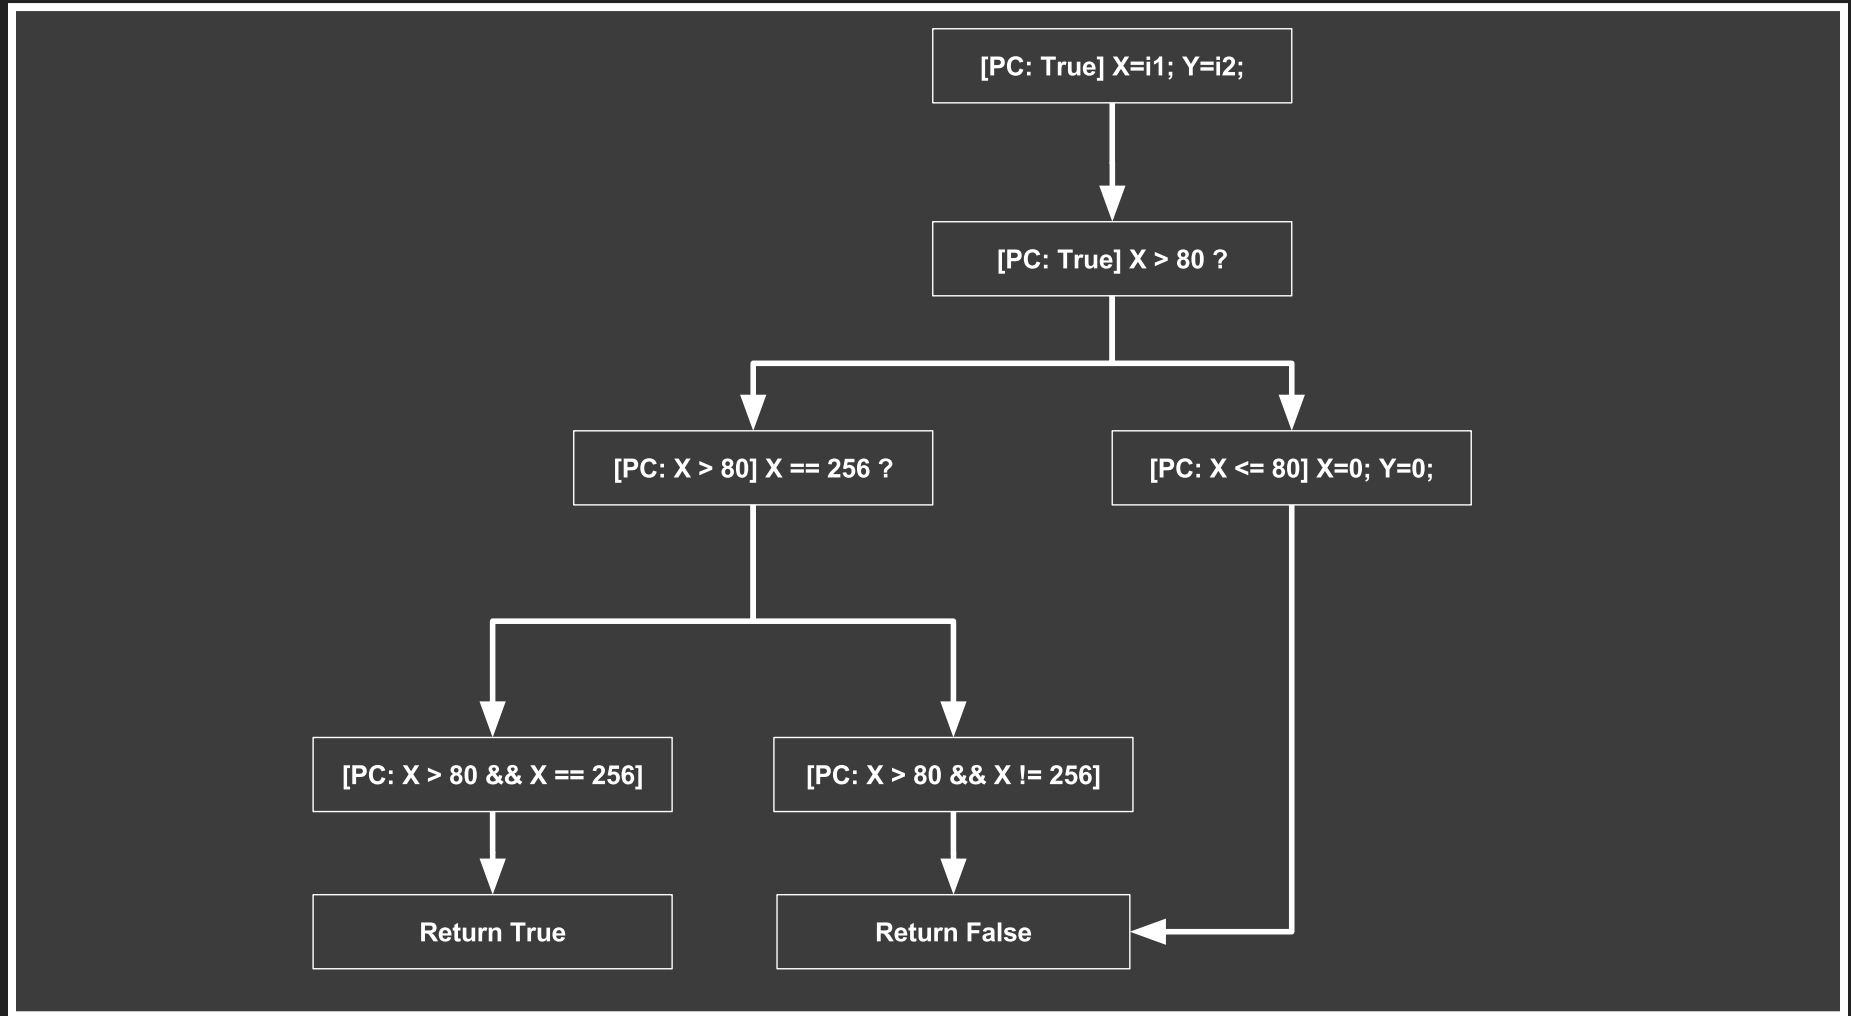 [PC: True] X=i1; Y=i2;
[PC: True] X > 80 ?
[PC: X > 80] X == 256 ?
[PC: X <= 80] X=0; Y=0;
[PC: X > 80 && X == 256]
[PC: X > 80 && X != 256]
Return True
Return False